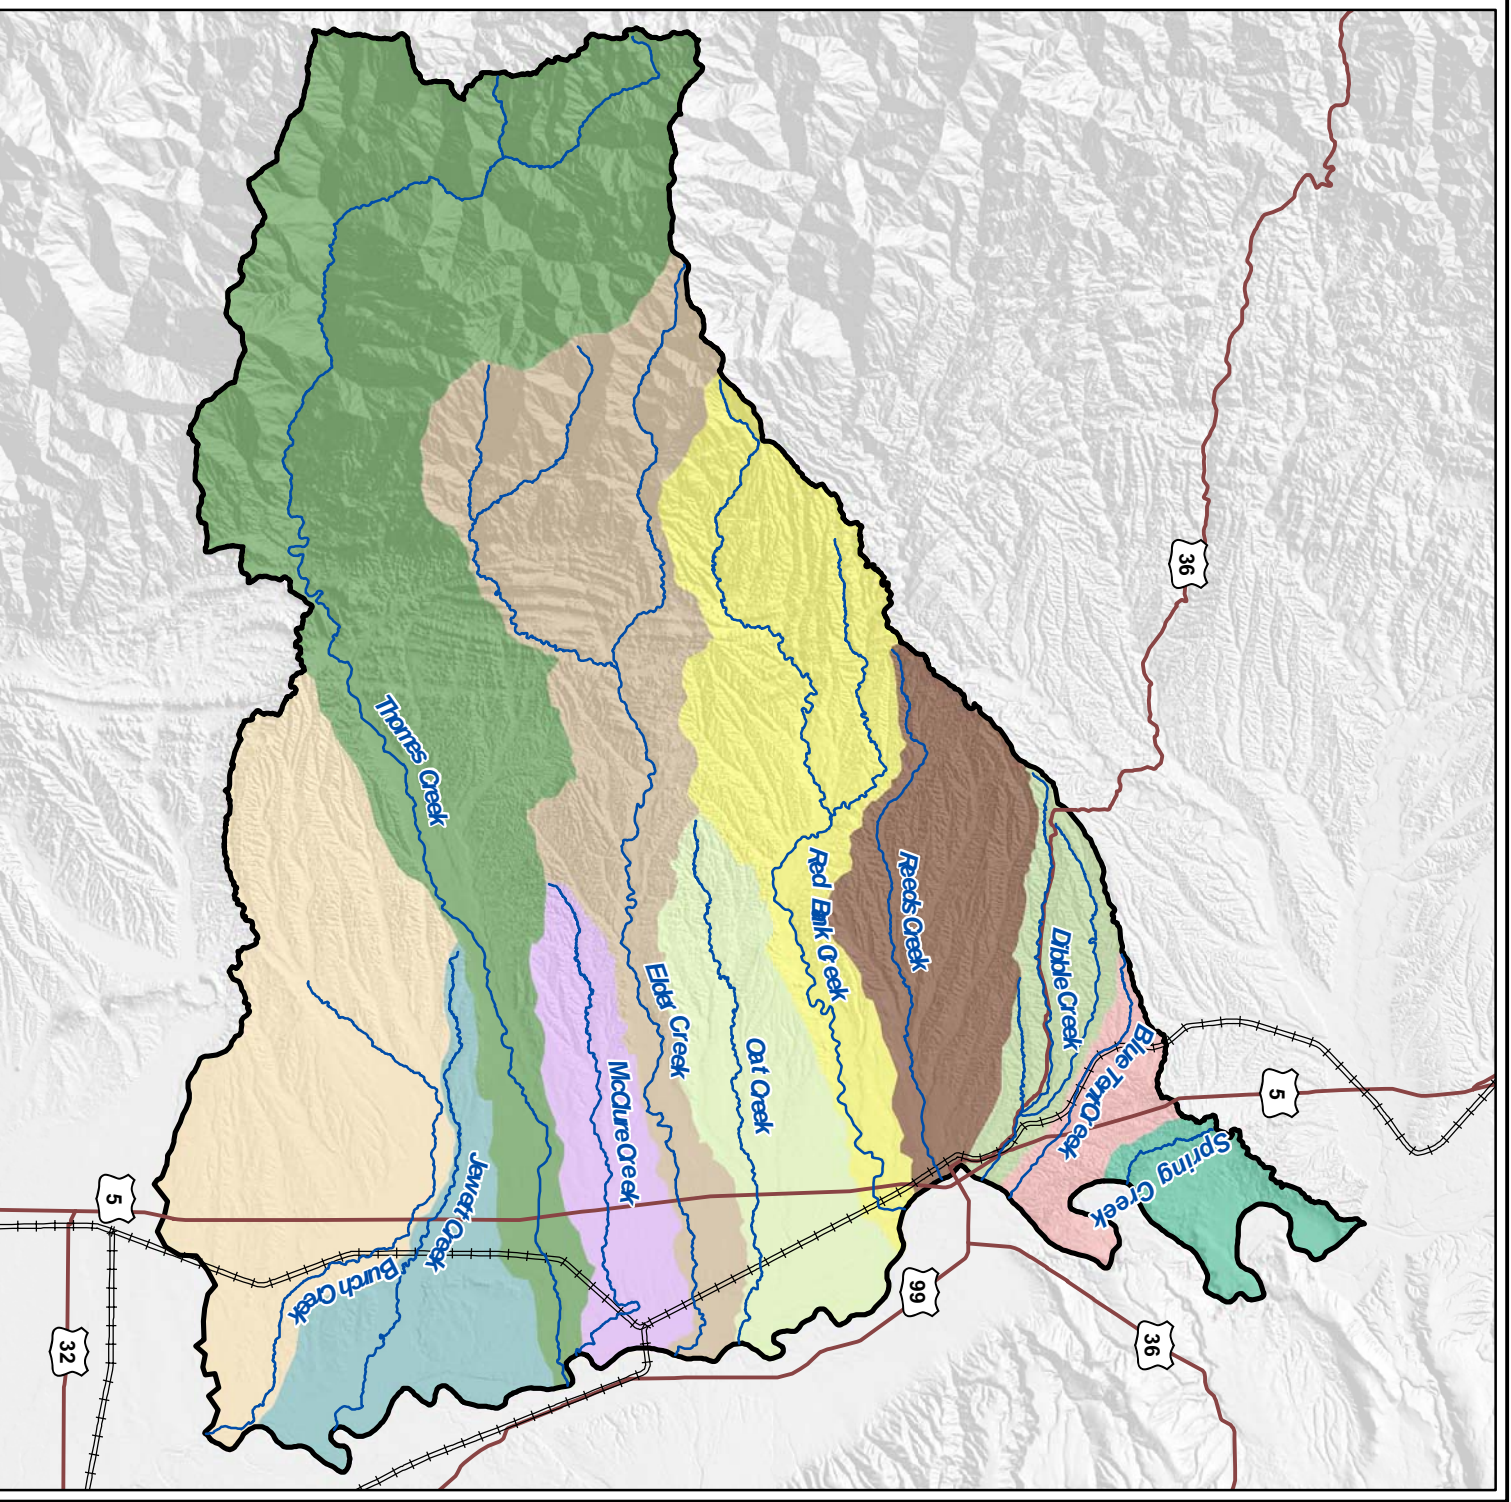 36
Thomes Creek
Red Bank Creek
Reeds Creek
Dibble Creek
Elder Creek
Oat Creek
McClure Creek
Blue Tent Creek
5
Spring Creek
Jewett Creek
5
Burch Creek
99
36
32